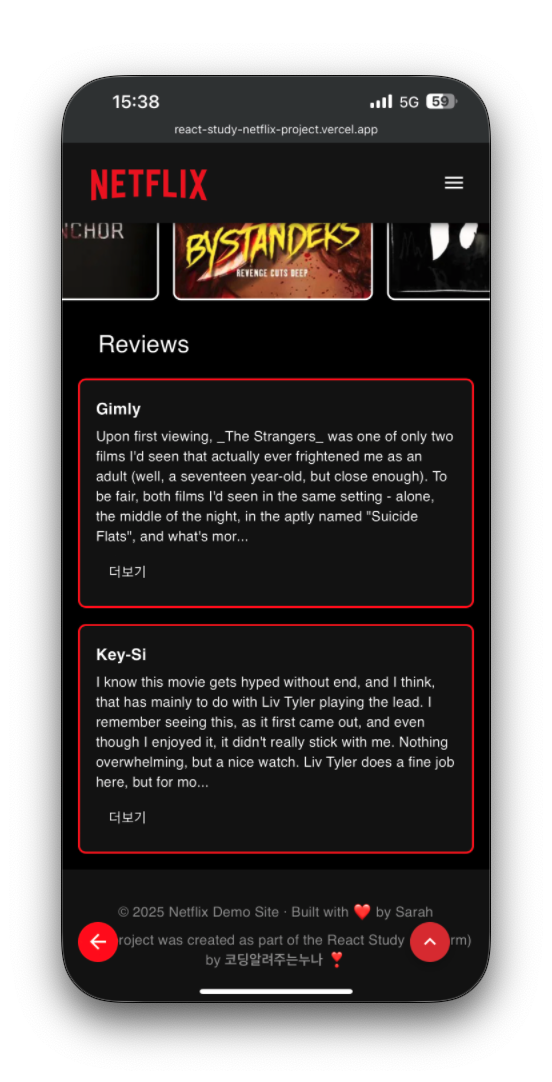 15:38
5G 59
react-study-netflix-project.vercel.app
NETFLIX
BYSTANDERS
REVENGE CUTS DEEP
Reviews
Gimly
Upon first viewing, _The Strangers_ was one of only two
films I'd seen that actually ever frightened me as an
adult (well, a seventeen year-old, but close enough). To
be fair, both films I'd seen in the same setting - alone,
the middle of the night, in the aptly named "Suicide
Flats", and what's mor...
더보기
Key-Si
I know this movie gets hyped without end, and I think,
that has mainly to do with Liv Tyler playing the lead. I
remember seeing this, as it first came out, and even
though I enjoyed it, it didn't really stick with me. Nothing
overwhelming, but a nice watch. Liv Tyler does a fine job
here, but for mo...
더보기
© 2025 Netflix Demo Site · Built with ❤️ by Sarah
roject was created as part of the React Study rm)
by 코딩알려주는누나 ❣️